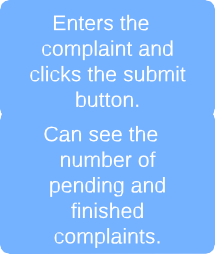 Enters the
complaint and
clicks the submit
button.
Can see the
number of
pending and
finished
complaints.